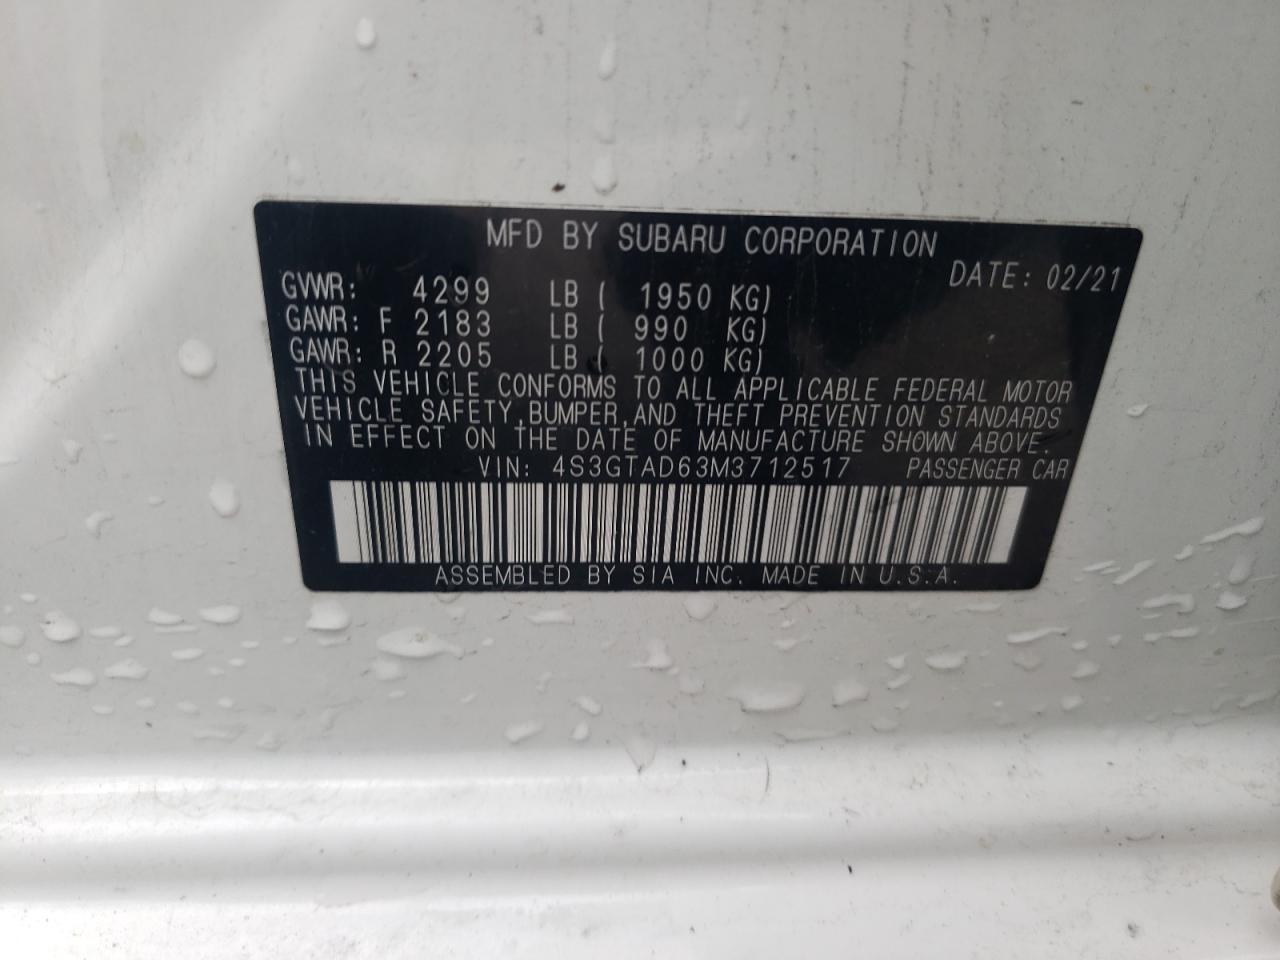 MFD BY SUBARU CORPORATION
DATE: 02/21
GVWR: 4299 LB ( 1950 KG)
GAWR: F 2183 LB ( 990 KG)
GAWR: R 2205 LB ( 1000 KG)
THIS VEHICLE CONFORMS TO ALL APPLICABLE FEDERAL MOTOR
VEHICLE SAFETY,BUMPER,AND THEFT PREVENTION STANDARDS
IN EFFECT ON THE DATE OF MANUFACTURE SHOWN ABOVE.
VIN: 4S3GTAD63M3712517 PASSENGER CAR
ASSEMBLED BY SIA INC. MADE IN U.S.A.